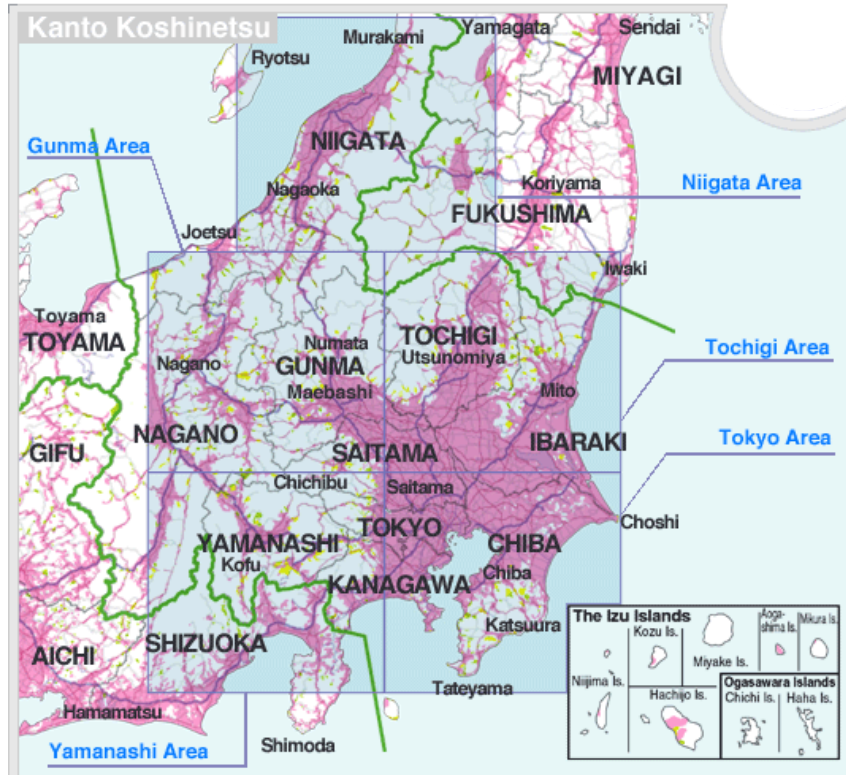 Kanto Koshinetsu
Murakami
Yamagata
Sendai
Ryotsu
MIYAGI
Gunma Area
NIIGATA
Nagaoka
Koriyama
Niigata Area
FUKUSHIMA
Joetsu
Iwaki
Toyama
TOYAMA
Numata
TOCHIGI
Utsunomiya
Tochigi Area
Nagano
GUNMA
Maebashi
Mito
NAGANO
SAITAMA
IBARAKI
Tokyo Area
GIFU
Chichibu
Saitama
Choshi
TOKYO
YAMANASHI
CHIBA
Kofu
Chiba
KANAGAWA
Katsuura
SHIZUOKA
AICHI
Tateyama
Hamamatsu
Shimoda
Yamanashi Area
The Izu Islands
Kozu Is.
Miyake Is.
Aoga-
shima Is.
Mikura Is.
Niijima Is.
Hachijo Is.
Ogasawara Islands
Chichi Is.
Haha Is.